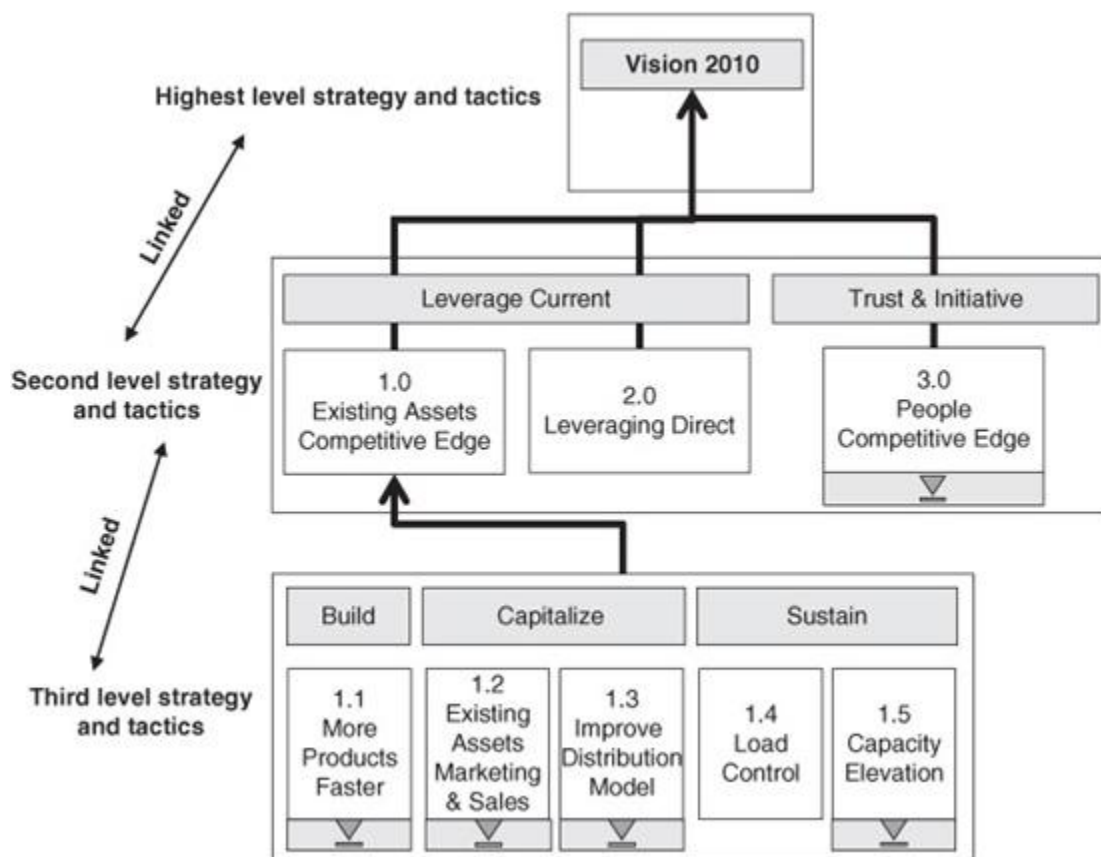 Vision 2010
Highest level strategy and tactics
Linked
Leverage Current
Trust & Initiative
Second level strategy
and tactics
1.0
Existing Assets
Competitive Edge
2.0
Leveraging Direct
3.0
People
Competitive Edge
Linked
Build
Capitalize
Sustain
Third level strategy
and tactics
1.1
More
Products
Faster
1.2
Existing
Assets
Marketing
& Sales
1.3
Improve
Distribution
Model
1.4
Load
Control
1.5
Capacity
Elevation